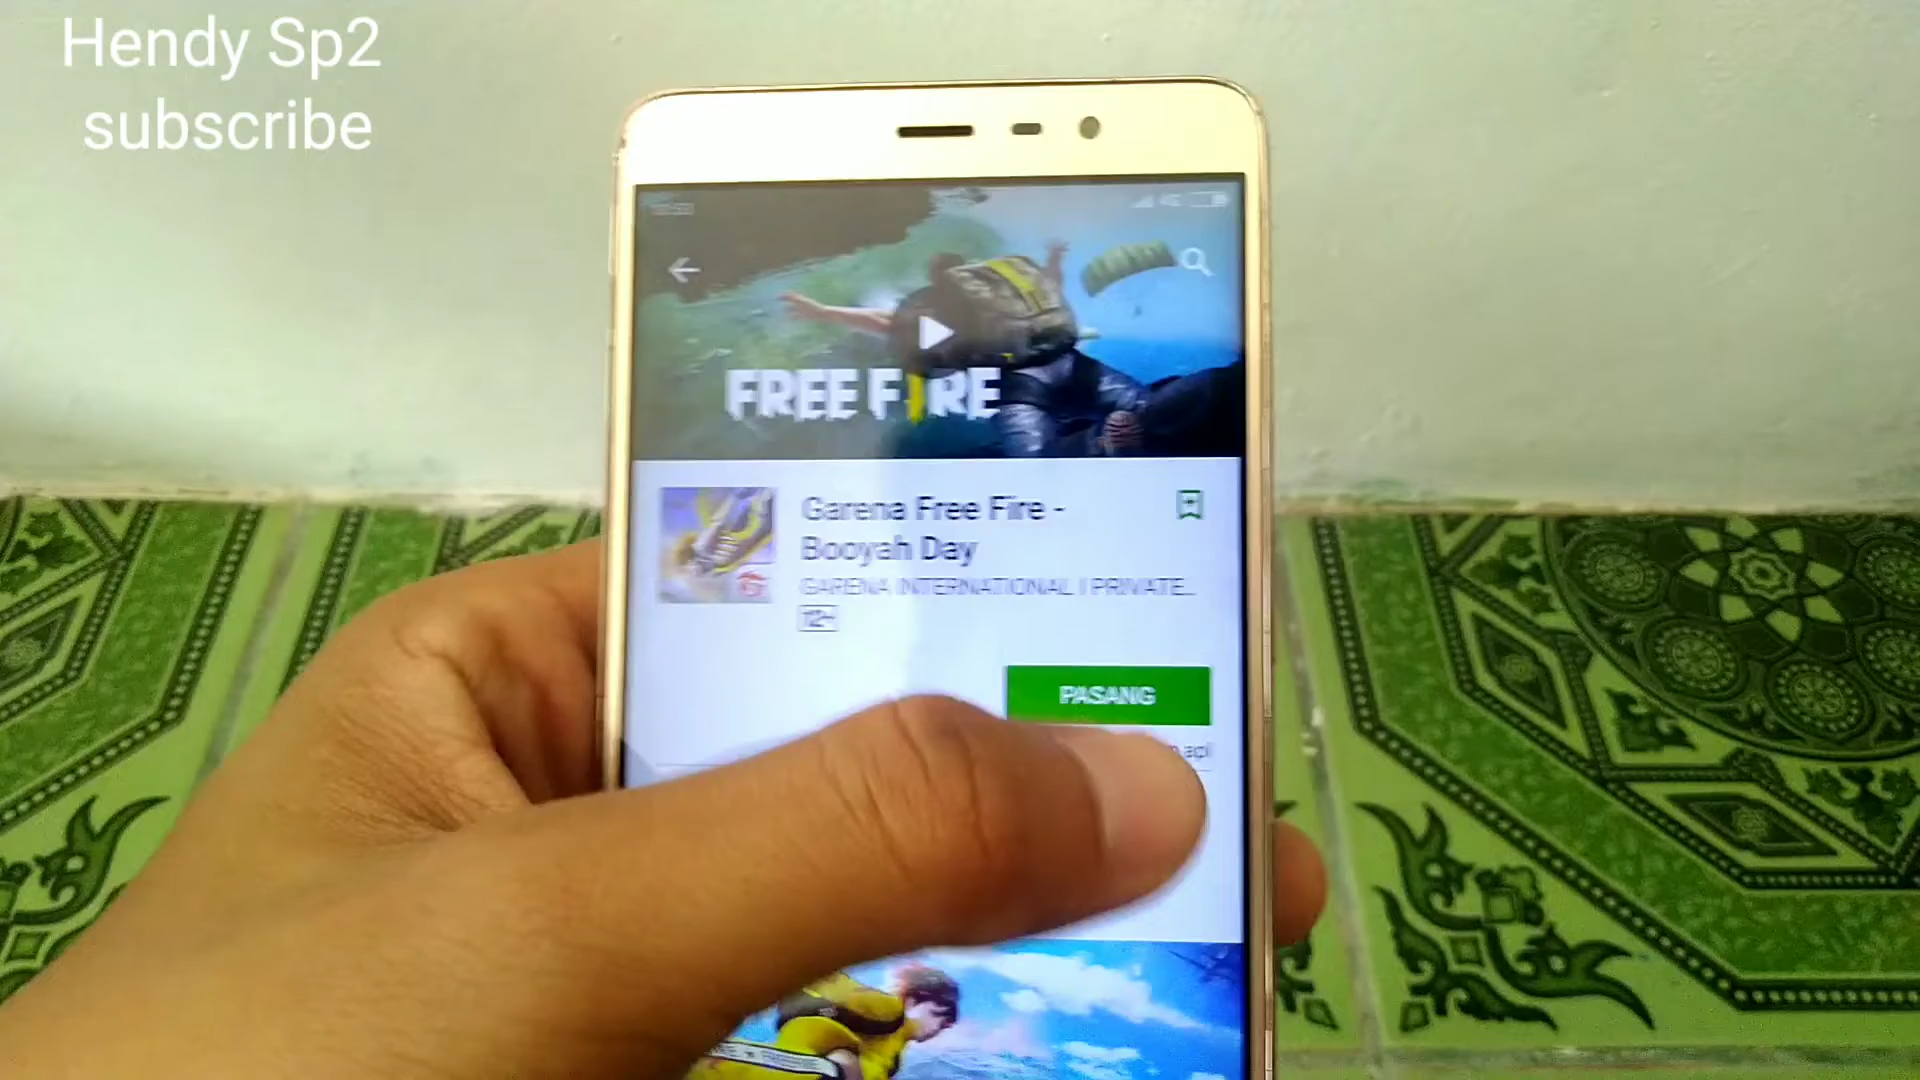 Hendy Sp2
subscribe
FREE FIRE
Garena Free Fire -
Booyah Day
GARENA INTERNATIONAL I PRIVATE...
12+
PASANG